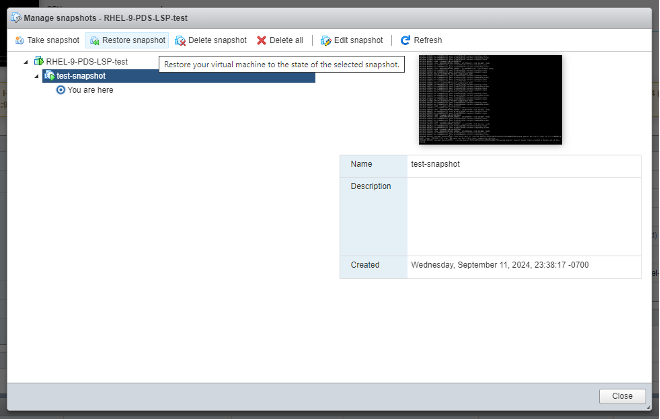 Manage snapshots - RHEL-9-PDS-LSP-test
Take snapshot Restore snapshot Delete snapshot Delete all Edit snapshot Refresh
RHEL-9-PDS-LSP-test
Restore your virtual machine to the state of the selected snapshot.
test-snapshot
You are here
Name test-snapshot
Description
Created Wednesday, September 11, 2024, 23:38:17 -0700
Close